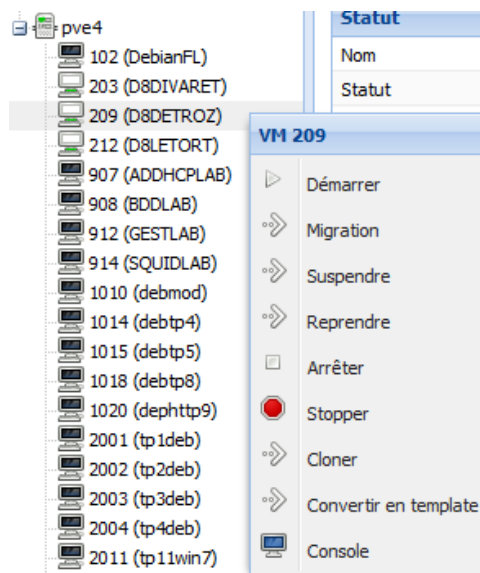 pve4
102 (DebianFL)
203 (D8DIVARET)
209 (D8DETROZ)
212 (D8LETORT)
907 (ADDHCPLAB)
908 (BDDLAB)
912 (GESTLAB)
914 (SQUIDLAB)
1010 (debmod)
1014 (debtp4)
1015 (debtp5)
1018 (debtp8)
1020 (dephttp9)
2001 (tp1deb)
2002 (tp2deb)
2003 (tp3deb)
2004 (tp4deb)
2011 (tp11win7)
Statut
Nom
Statut
VM 209
Démarrer
Migration
Suspendre
Reprendre
Arrêter
Stopper
Cloner
Convertir en template
Console